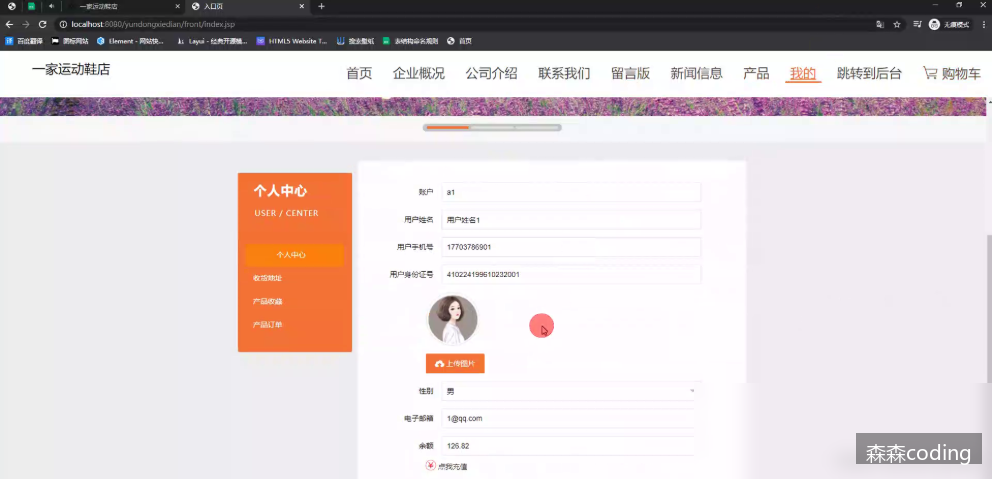 一家运动鞋店
入口页
localhost:8080/yundongxiedian/front/index.jsp
无痕模式
百度翻译
图标网站
Element - 网站快...
Layui - 经典开源模...
HTML5 Website T...
搜业壁纸
表结构命名规则
首页
一家运动鞋店
首页
企业概况
公司介绍
联系我们
留言版
新闻信息
产品
我的
跳转到后台
购物车
个人中心
USER / CENTER
个人中心
收货地址
产品收藏
产品订单
账户 a1
用户姓名 用户姓名1
用户手机号 17703786901
用户身份证号 410224199610232001
上传图片
性别 男
电子邮箱 1@qq.com
余额 126.82
点我充值
森森coding